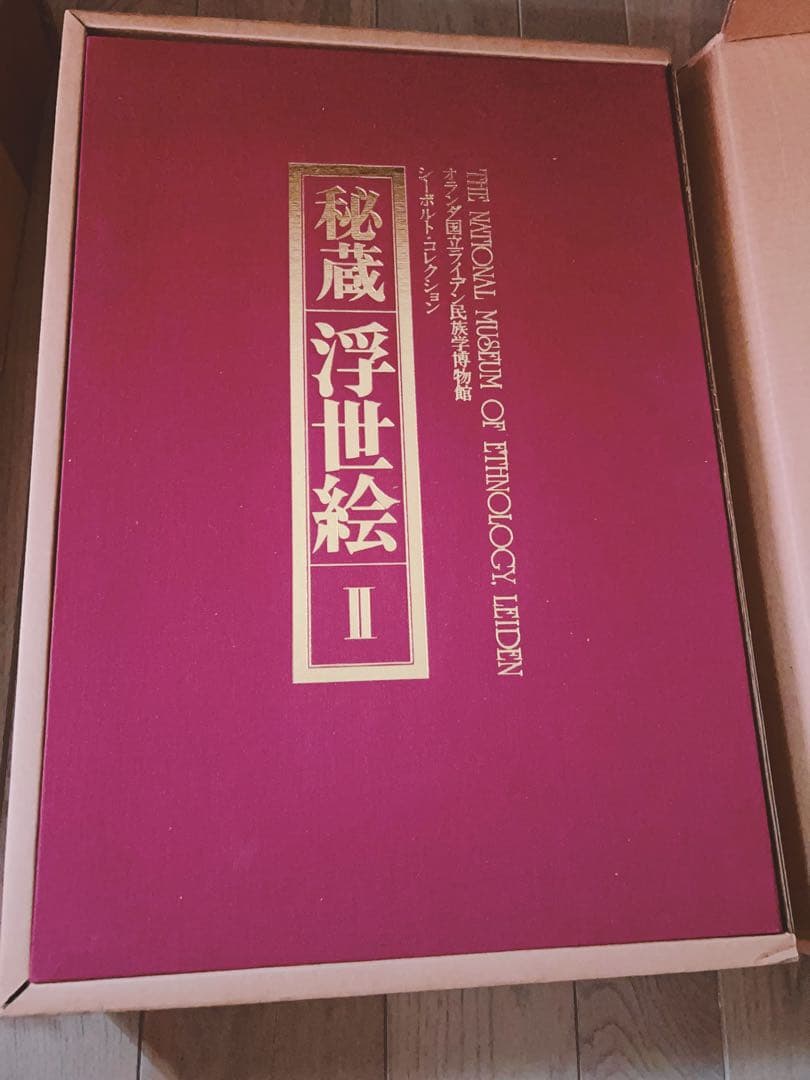 THE NATIONAL MUSEUM OF ETHNOLOGY, LEIDEN
オランダ国立ライデン民族学博物館
シーボルト・コレクション
秘蔵
浮世絵
II